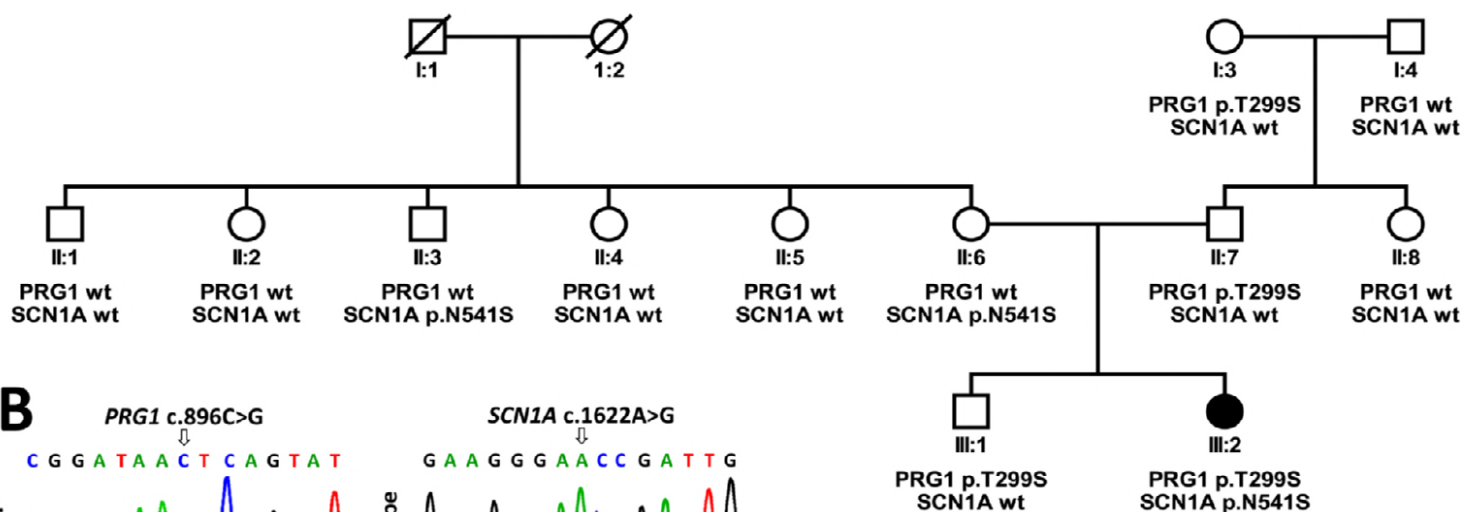 I:1 1:2 I:3 I:4
PRG1 p.T299S PRG1 wt
SCN1A wt SCN1A wt
II:1 II:2 II:3 II:4 II:5 II:6 II:7 II:8
PRG1 wt PRG1 wt PRG1 wt PRG1 wt PRG1 wt PRG1 wt PRG1 p.T299S PRG1 wt
SCN1A wt SCN1A wt SCN1A p.N541S SCN1A wt SCN1A wt SCN1A p.N541S SCN1A wt SCN1A wt
B
PRG1 c.896C>G SCN1A c.1622A>G
C G G A T A A C T C A G T A T G A A G G G A A C C G A T T G
III:1 III:2
PRG1 p.T299S PRG1 p.T299S
SCN1A wt SCN1A p.N541S